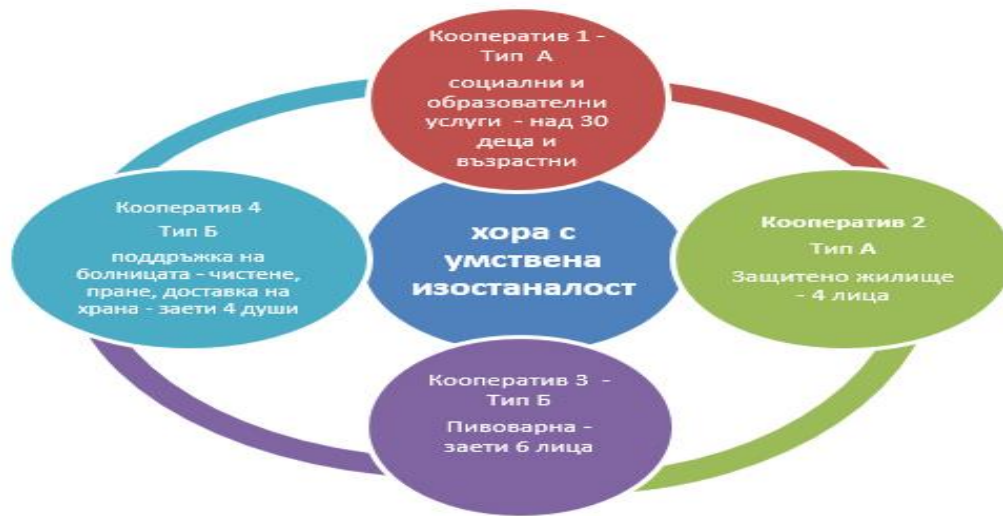 Кооператив 1 -
Тип А
социални и
образователни
услуги - над 30
деца и
възрастни
Кооператив 2
Тип А
Защитено жилище
- 4 лица
Кооператив 3 -
Тип Б
Пивоварна -
заети 6 лица
Кооператив 4
Тип Б
поддръжка на
болницата - чистене,
пране, доставка на
храна - заети 4 души
хора с
умствена
изостаналост